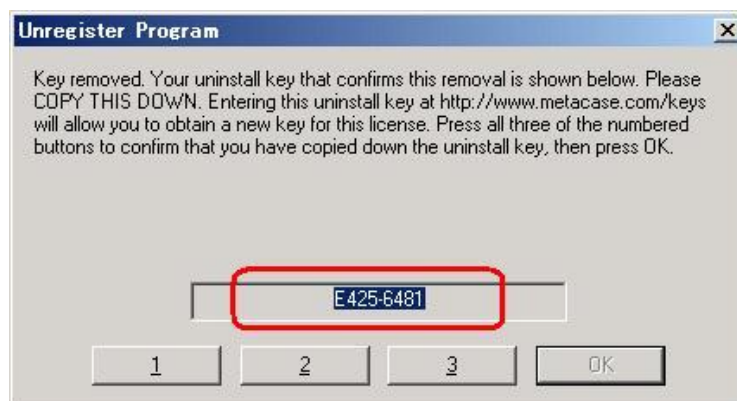 Unregister Program
Key removed. Your uninstall key that confirms this removal is shown below. Please
COPY THIS DOWN. Entering this uninstall key at http://www.metacase.com/keys
will allow you to obtain a new key for this license. Press all three of the numbered
buttons to confirm that you have copied down the uninstall key, then press OK.
E425-6481
1 2 3 OK